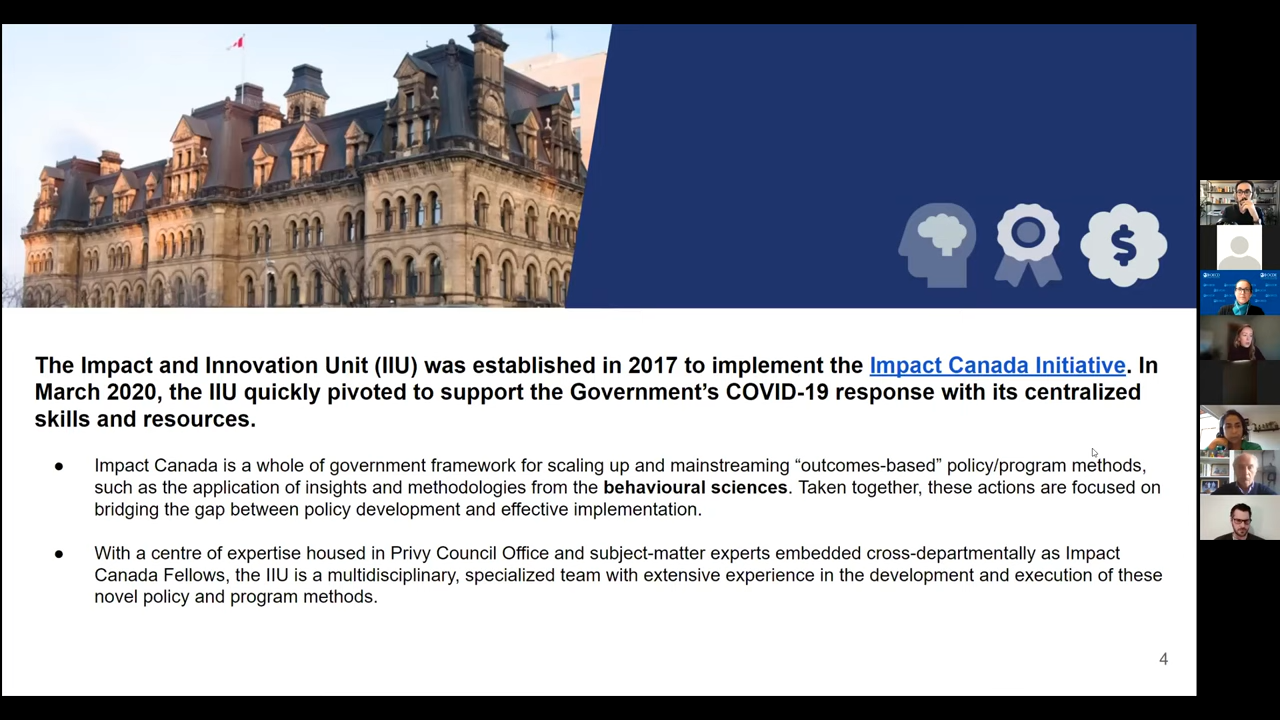 The Impact and Innovation Unit (IIU) was established in 2017 to implement the Impact Canada Initiative. In
March 2020, the IIU quickly pivoted to support the Government’s COVID-19 response with its centralized
skills and resources.
● Impact Canada is a whole of government framework for scaling up and mainstreaming “outcomes-based” policy/program methods,
such as the application of insights and methodologies from the behavioural sciences. Taken together, these actions are focused on
bridging the gap between policy development and effective implementation.
● With a centre of expertise housed in Privy Council Office and subject-matter experts embedded cross-departmentally as Impact
Canada Fellows, the IIU is a multidisciplinary, specialized team with extensive experience in the development and execution of these
novel policy and program methods.
4